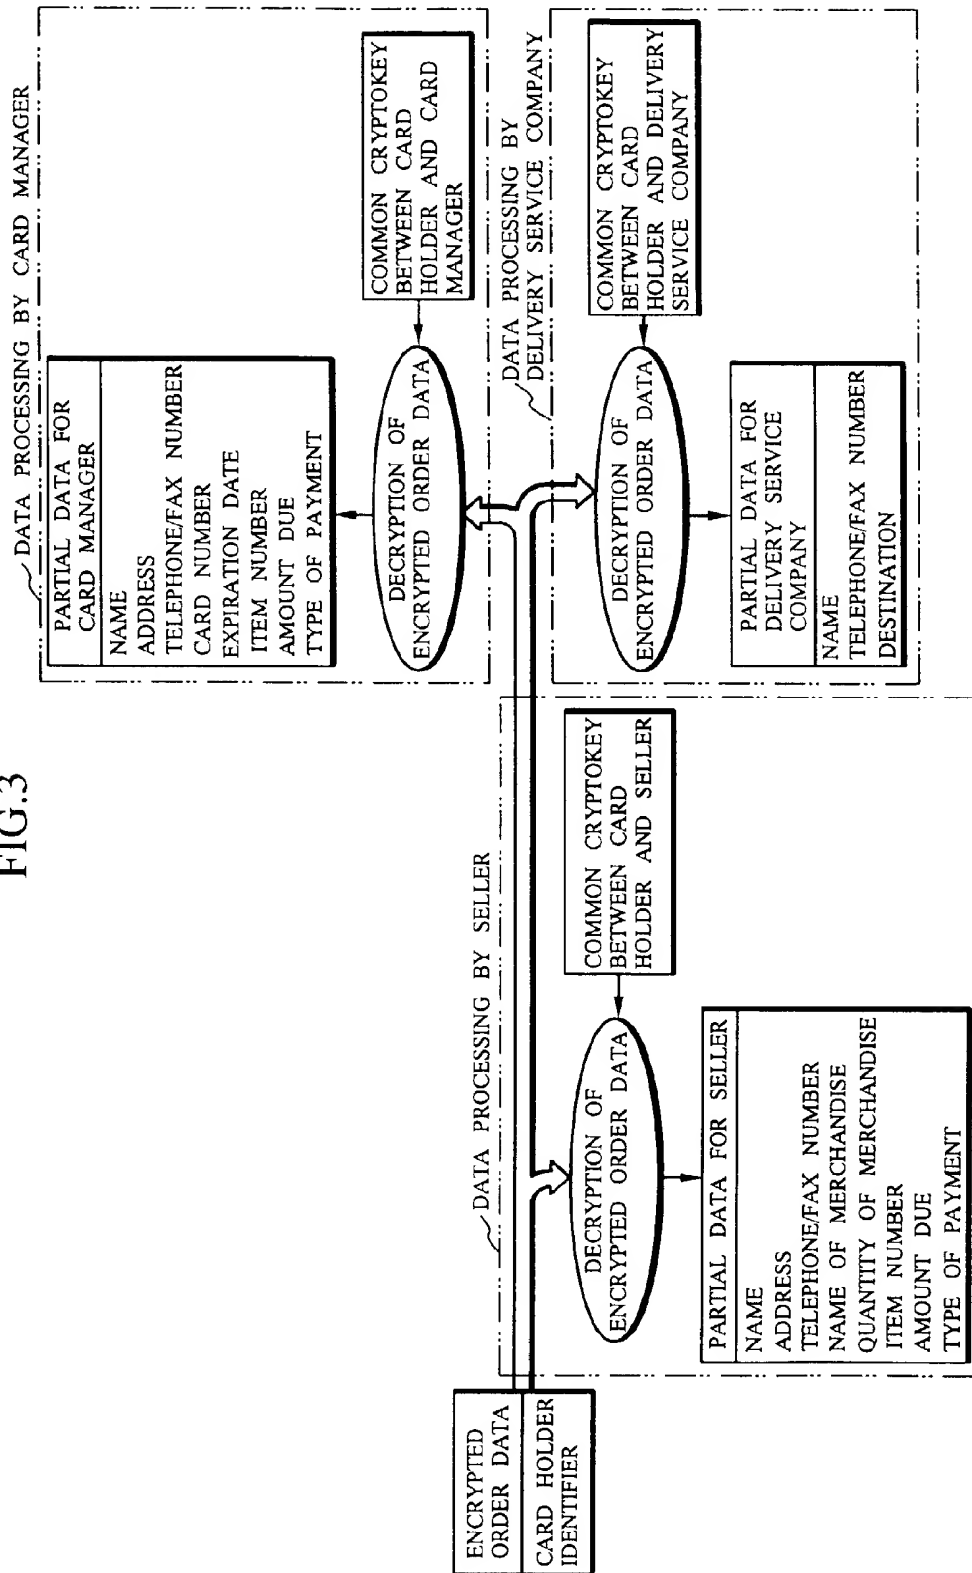 FIG.3
DATA PROCESSING BY CARD MANAGER
PARTIAL DATA FOR
CARD MANAGER
NAME
ADDRESS
TELEPHONE/FAX NUMBER
CARD NUMBER
EXPIRATION DATE
ITEM NUMBER
AMOUNT DUE
TYPE OF PAYMENT
DECRYPTION OF
ENCRYPTED ORDER DATA
COMMON CRYPTOKEY
BETWEEN CARD
HOLDER AND CARD
MANAGER
DATA PROCESSING BY
DELIVERY SERVICE COMPANY
COMMON CRYPTOKEY
BETWEEN CARD
HOLDER AND DELIVERY
SERVICE COMPANY
DECRYPTION OF
ENCRYPTED ORDER DATA
PARTIAL DATA FOR
DELIVERY SERVICE
COMPANY
NAME
TELEPHONE/FAX NUMBER
DESTINATION
DATA PROCESSING BY SELLER
COMMON CRYPTOKEY
BETWEEN CARD
HOLDER AND SELLER
DECRYPTION OF
ENCRYPTED ORDER DATA
PARTIAL DATA FOR SELLER
NAME
ADDRESS
TELEPHONE/FAX NUMBER
NAME OF MERCHANDISE
QUANTITY OF MERCHANDISE
ITEM NUMBER
AMOUNT DUE
TYPE OF PAYMENT
ENCRYPTED
ORDER DATA
CARD HOLDER
IDENTIFIER